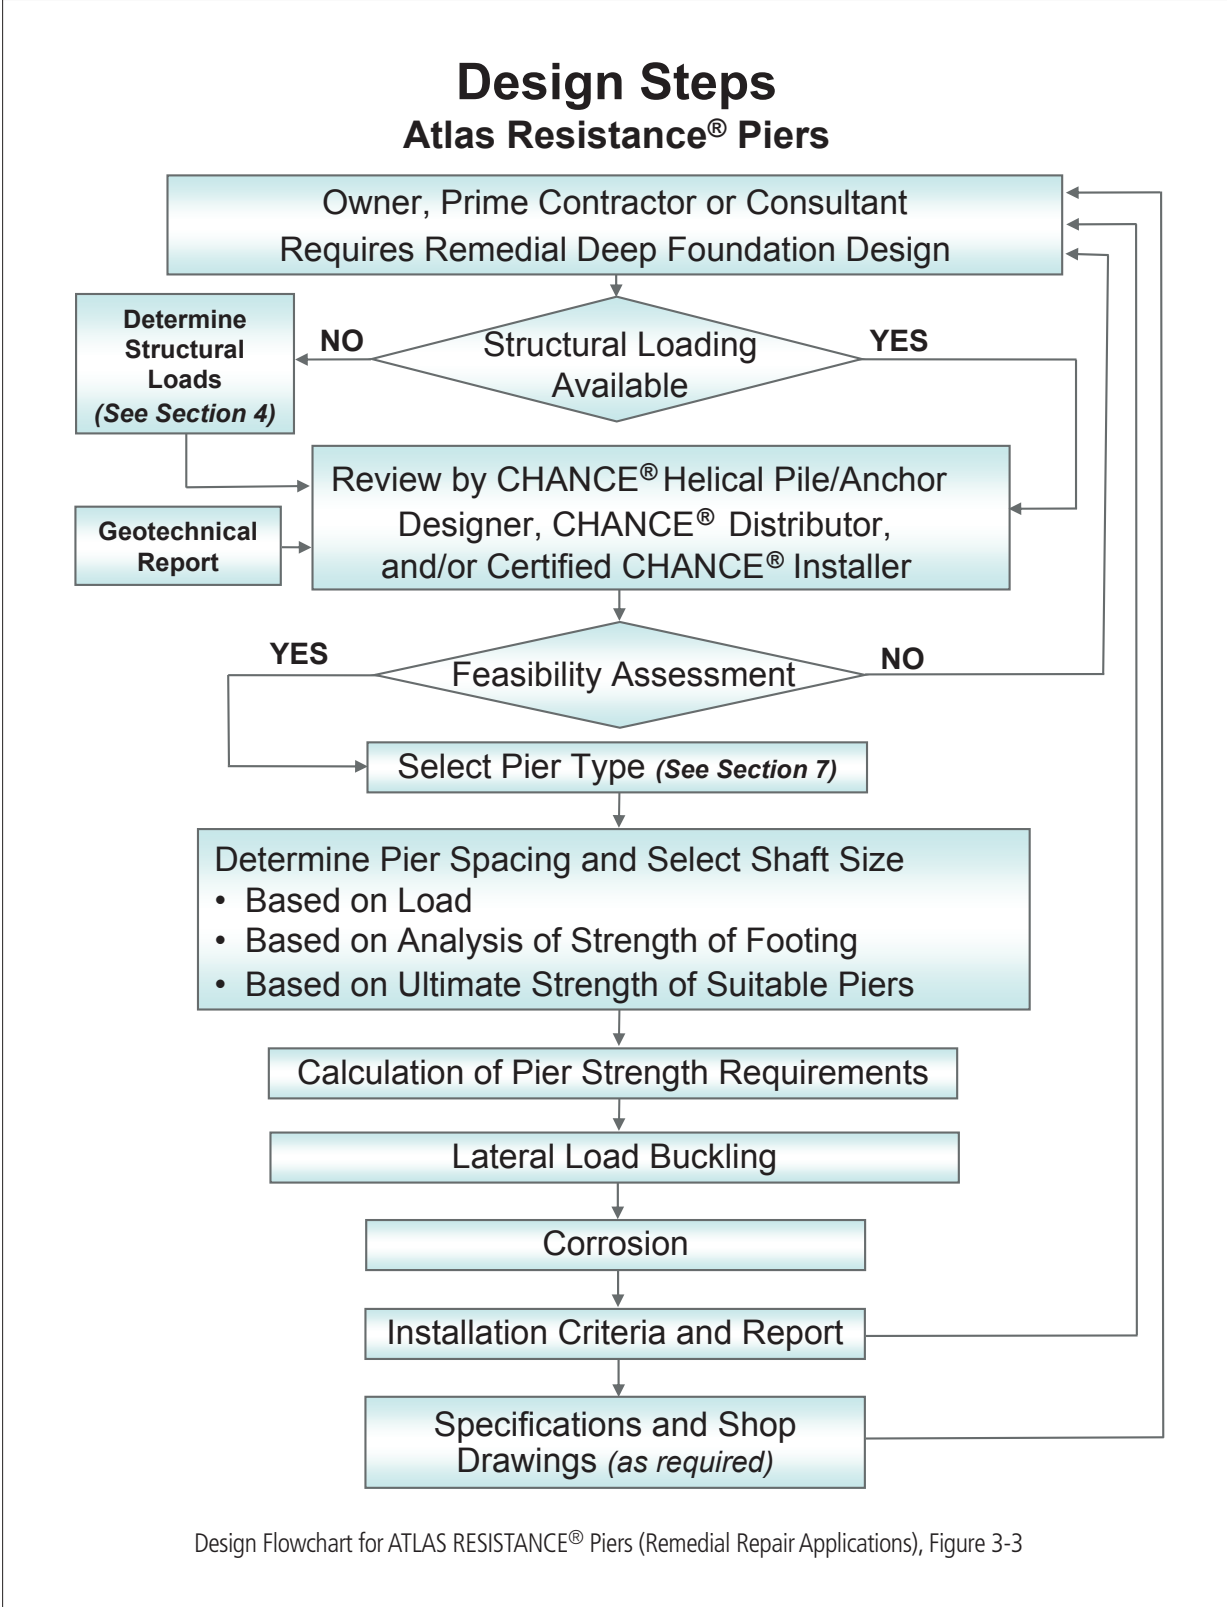 Design Steps
Atlas Resistance® Piers
Owner, Prime Contractor or Consultant
Requires Remedial Deep Foundation Design
Determine
Structural
Loads
(See Section 4)
NO
Structural Loading
Available
YES
Review by CHANCE® Helical Pile/Anchor
Designer, CHANCE® Distributor,
and/or Certified CHANCE® Installer
Geotechnical
Report
YES
Feasibility Assessment
NO
Select Pier Type (See Section 7)
Determine Pier Spacing and Select Shaft Size
• Based on Load
• Based on Analysis of Strength of Footing
• Based on Ultimate Strength of Suitable Piers
Calculation of Pier Strength Requirements
Lateral Load Buckling
Corrosion
Installation Criteria and Report
Specifications and Shop
Drawings (as required)
Design Flowchart for ATLAS RESISTANCE® Piers (Remedial Repair Applications), Figure 3-3